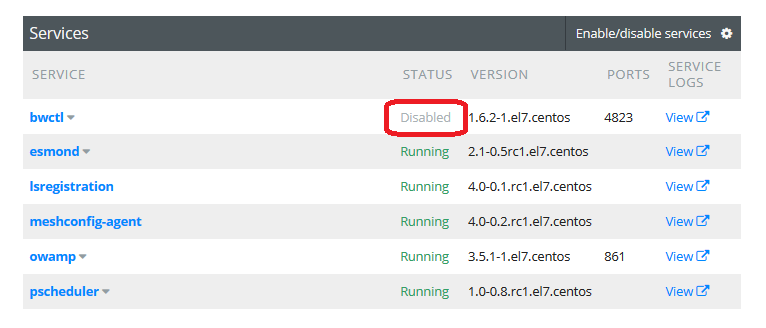 Services Enable/disable services
SERVICE STATUS VERSION PORTS SERVICE LOGS
bwctl Disabled 1.6.2-1.el7.centos 4823 View
esmond Running 2.1-0.5rc1.el7.centos View
lsregistration Running 4.0-0.1.rc1.el7.centos View
meshconfig-agent Running 4.0-0.2.rc1.el7.centos View
owamp Running 3.5.1-1.el7.centos 861 View
pscheduler Running 1.0-0.8.rc1.el7.centos View